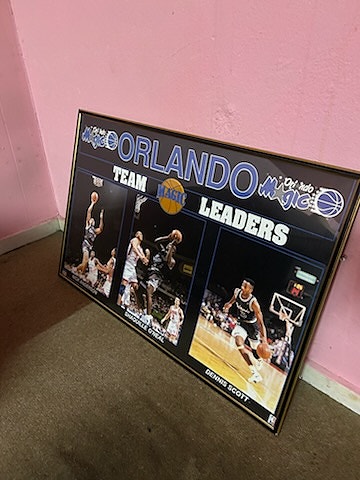 Orlando
MAGIC
ORLANDO
Orlando
MAGIC
TEAM
MAGIC
LEADERS
SHAQUILLE O'NEAL
DENNIS SCOTT